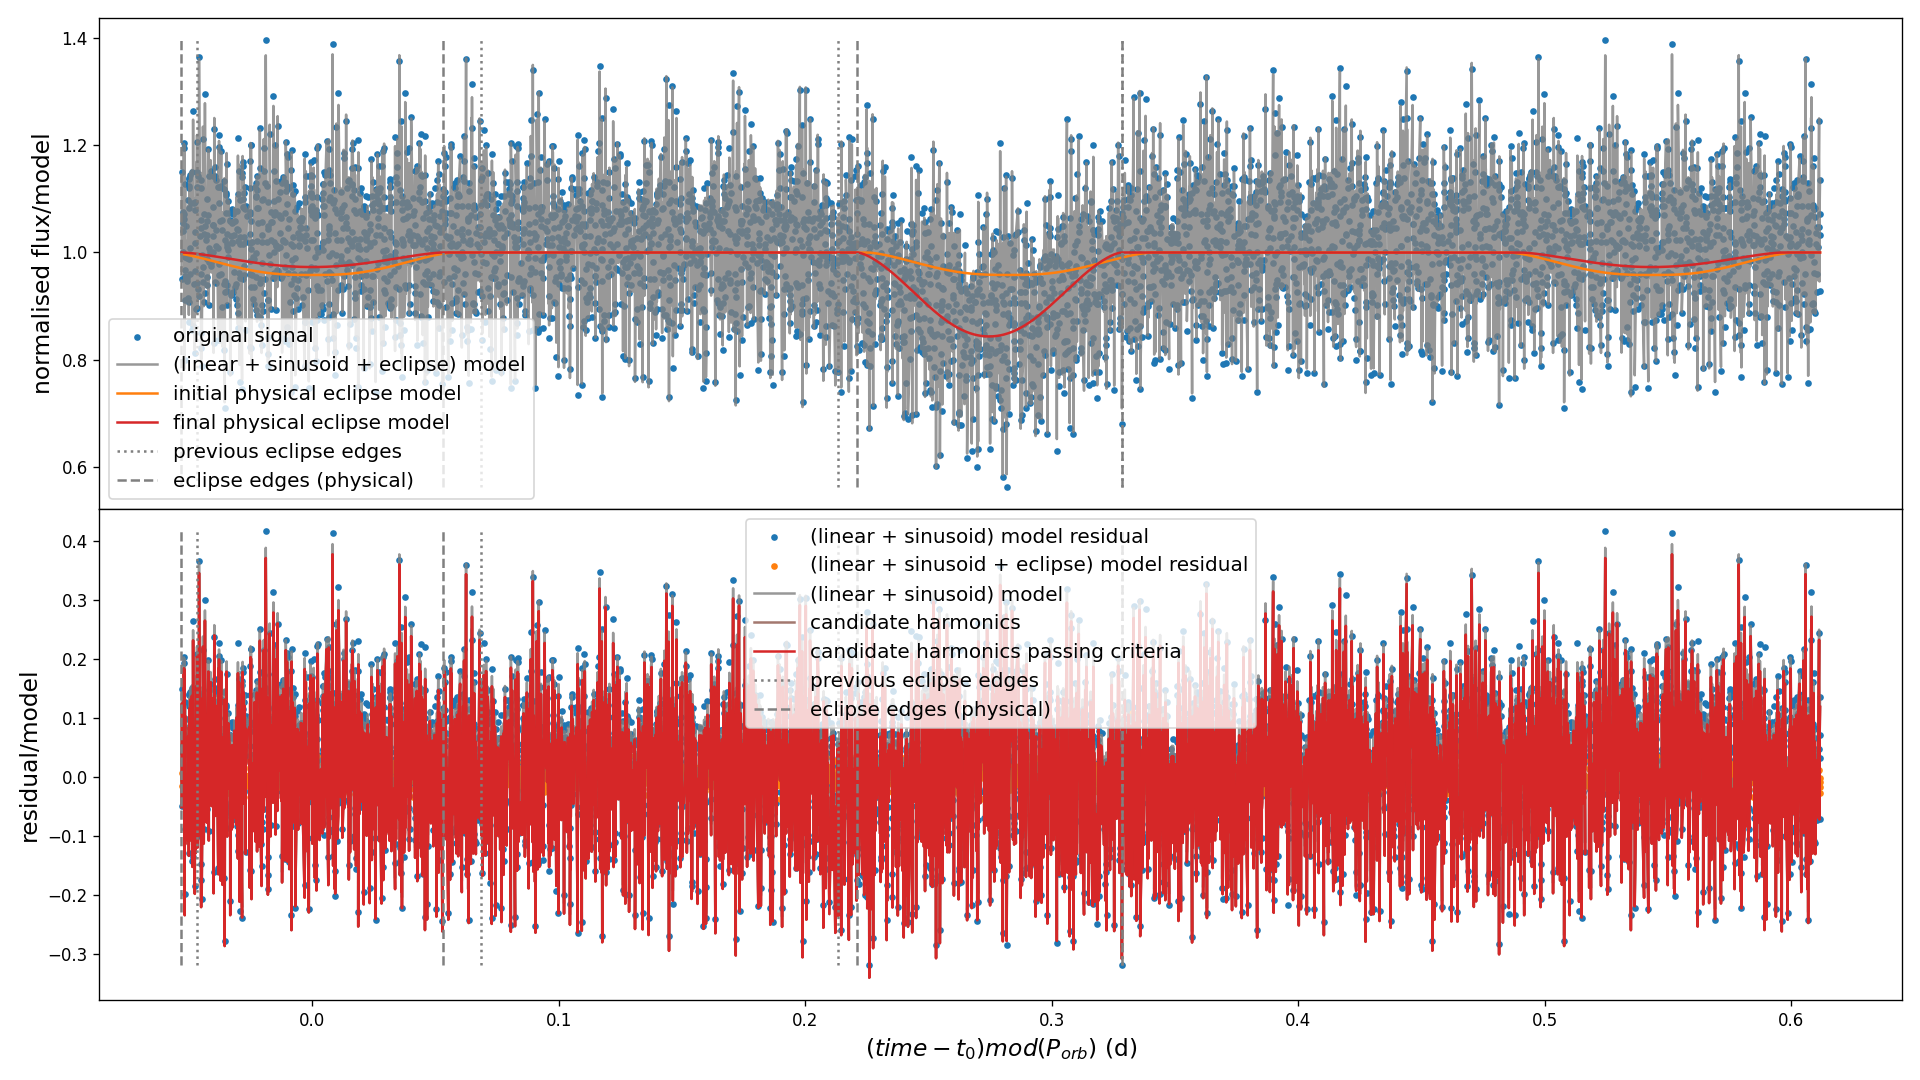 normalised flux/model
1.4
1.2
1.0
0.8
0.6
original signal
(linear + sinusoid + eclipse) model
initial physical eclipse model
final physical eclipse model
previous eclipse edges
eclipse edges (physical)
residual/model
0.4
0.3
0.2
0.1
0.0
−0.1
−0.2
−0.3
(linear + sinusoid) model residual
(linear + sinusoid + eclipse) model residual
(linear + sinusoid) model
candidate harmonics
candidate harmonics passing criteria
previous eclipse edges
eclipse edges (physical)
0.0 0.1 0.2 0.3 0.4 0.5 0.6
(time − t₀)mod(P_orb) (d)